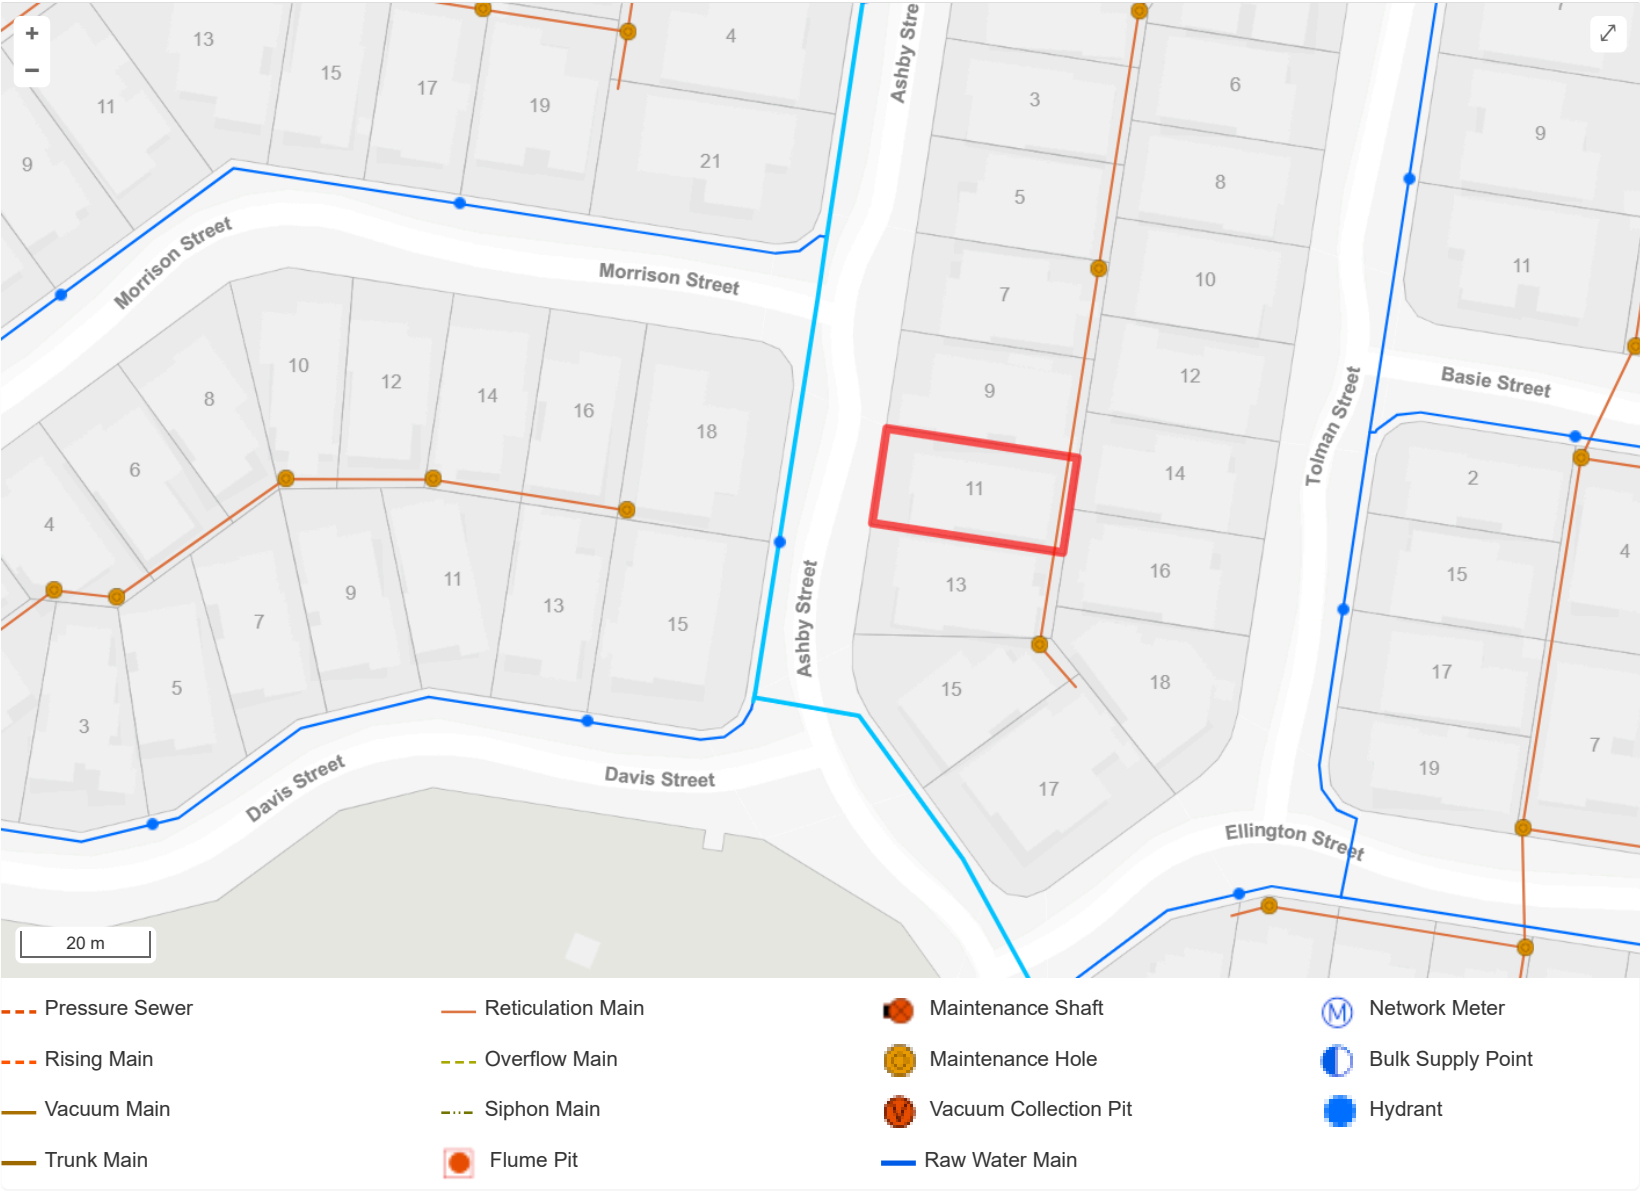 +
−
13
15
17
19
4
11
9
21
Ashby Stre
3
5
7
9
11
13
15
17
6
8
10
12
14
16
18
9
11
Morrison Street
Morrison Street
Basie Street
Tolman Street
10
12
14
16
18
8
6
4
2
15
17
19
4
7
Ashby Street
7
9
11
13
15
5
3
Davis Street
Davis Street
Ellington Street
20 m
Pressure Sewer
Reticulation Main
Maintenance Shaft
M Network Meter
Rising Main
Overflow Main
Maintenance Hole
Bulk Supply Point
Vacuum Main
Siphon Main
V Vacuum Collection Pit
Hydrant
Trunk Main
Flume Pit
Raw Water Main